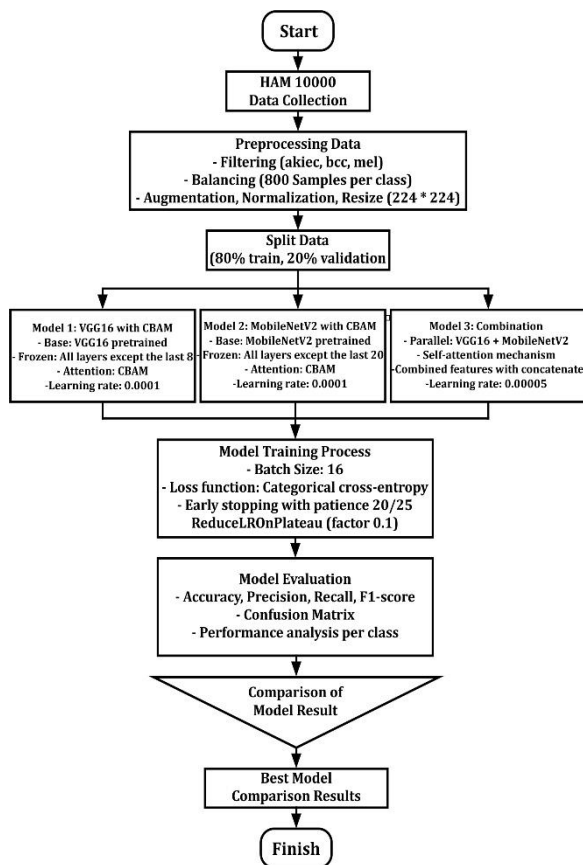 Start
HAM 10000
Data Collection
Preprocessing Data
- Filtering (akiec, bcc, mel)
- Balancing (800 Samples per class)
- Augmentation, Normalization, Resize (224 * 224)
Split Data
(80% train, 20% validation
Model 1: VGG16 with CBAM
- Base: VGG16 pretrained
- Frozen: All layers except the last 8
- Attention: CBAM
-Learning rate: 0.0001
Model 2: MobileNetV2 with CBAM
- Base: MobileNetV2 pretrained
-Frozen: All layers except the last 20
- Attention: CBAM
-Learning rate: 0.0001
Model 3: Combination
- Parallel: VGG16 + MobileNetV2
- Self-attention mechanism
-Combined features with concatenate
-Learning rate: 0.00005
Model Training Process
- Batch Size: 16
- Loss function: Categorical cross-entropy
- Early stopping with patience 20/25
ReduceLROnPlateau (factor 0.1)
Model Evaluation
- Accuracy, Precision, Recall, F1-score
- Confusion Matrix
- Performance analysis per class
Comparison of
Model Result
Best Model
Comparison Results
Finish